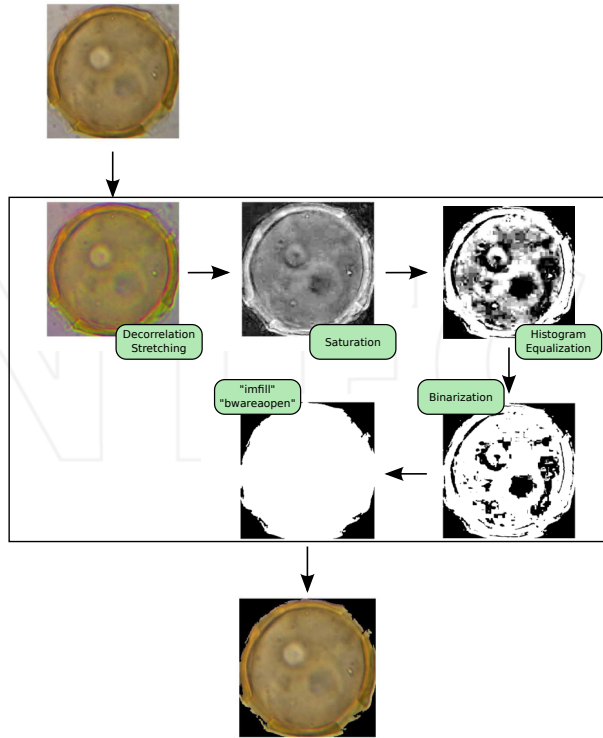 Decorrelation
Stretching
Saturation
Histogram
Equalization
"imfill"
"bwareaopen"
Binarization